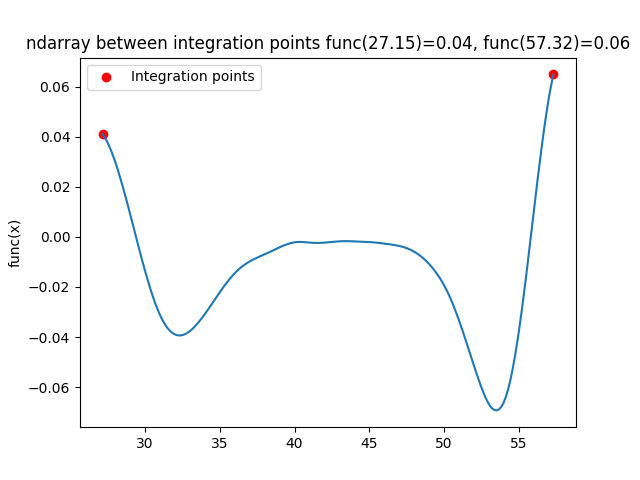 ndarray between integration points func(27.15)=0.04, func(57.32)=0.06
Integration points
0.06
0.04
0.02
0.00
−0.02
−0.04
−0.06
func(x)
30 35 40 45 50 55